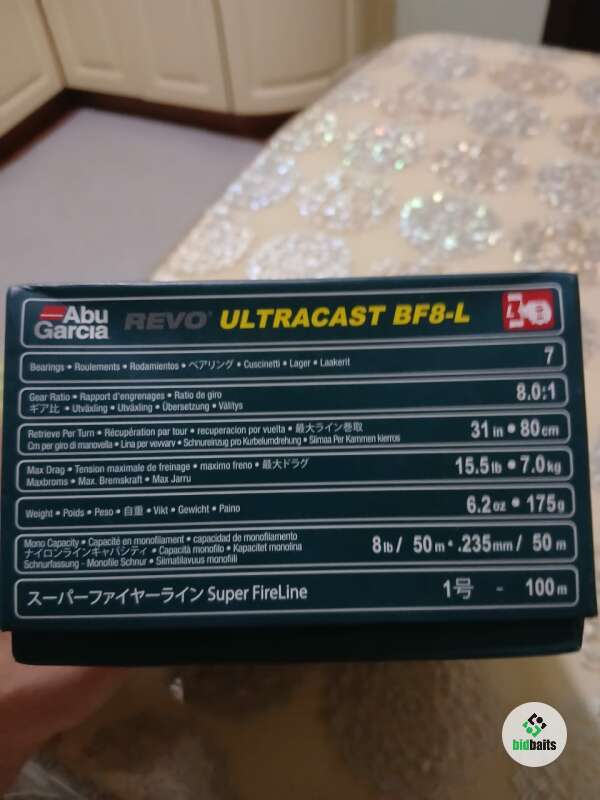 Abu
Garcia
REVO ULTRACAST BF8-L
L
Bearings • Roulements • Rodamientos • ベアリング • Cuscinetti • Lager • Laakerit
7
Gear Ratio • Rapport d'engrenages • Ratio de giro
ギア比 • Utväxling • Utväxling • Übersetzung • Välitys
8.0:1
Retrieve Per Turn • Récupération par tour • recuperacion por vuelta • 最大ライン巻取
Cm per giro di manovella • Lina per vevvarv • Schnureinzug pro Kurbelumdrehung • Siimaa Per Kammen kierros
31 in • 80 cm
Max Drag • Tension maximale de freinage • maximo freno • 最大ドラグ
Maxbroms • Max. Bremskraft • Max Jarru
15.5 lb • 7.0 kg
Weight • Poids • Peso • 自重 • Vikt • Gewicht • Paino
6.2 oz • 175 g
Mono Capacity • Capacité en monofilament • capacidad de monofilamento
ナイロンラインキャパシティ • Capacità monofilo • Kapacitet monolina
Schnurfassung - Monofile Schnur • Siimatilavuus monofiili
8 lb / 50 m • .235 mm / 50 m
スーパーファイヤーライン Super FireLine
1号 - 100 m
bidbaits